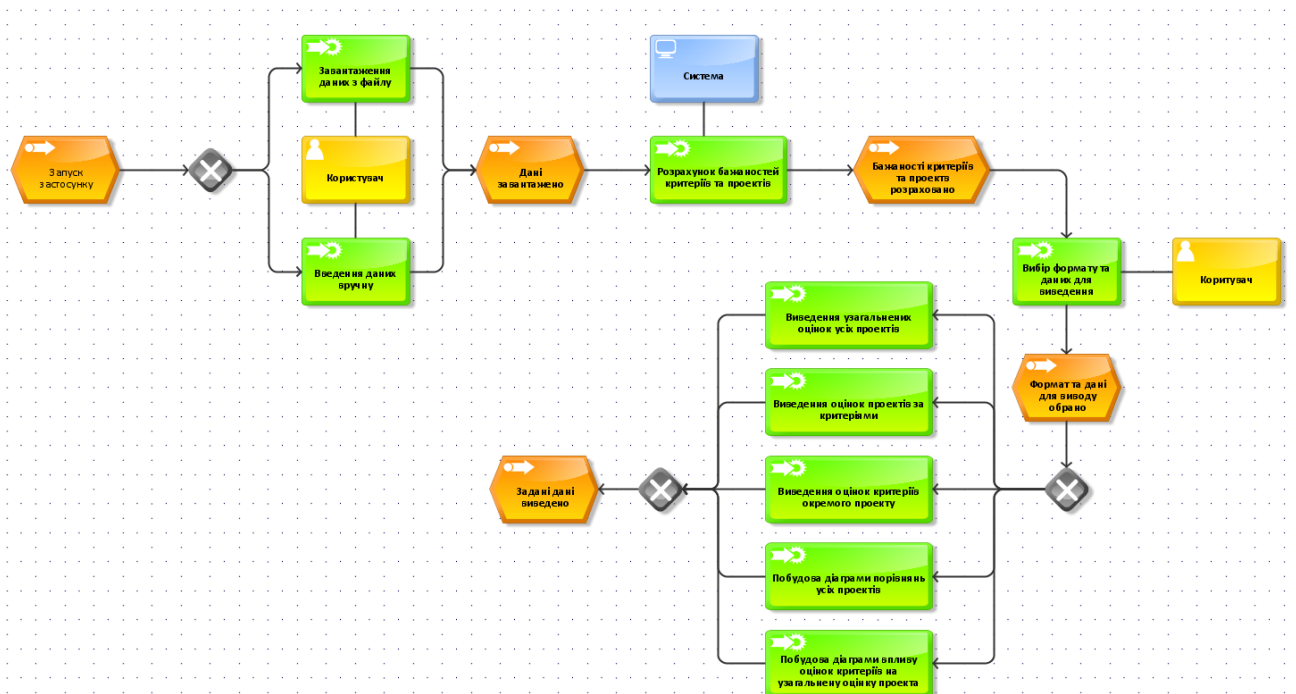 Завантаження
даних з файлу
Система
Запуск
застосунку
Користувач
Дані
завантажено
Розрахунок бажаностей
критеріїв та проектів
Бажаності критеріїв
та проектв
розраховано
Введення даних
вручну
Вибір формату та
даних для
виведення
Коритувач
Виведення узагальнених
оцінок усіх проектів
Формат та дані
для виводу
обрано
Виведення оцінок проектів за
критеріями
Задані дані
виведено
Виведення оцінок критеріїв
окремого проекту
Побудова діаграми порівнянь
усіх проектів
Побудова діаграми впливу
оцінок критеріїв на
узагальнену оцінку проекта